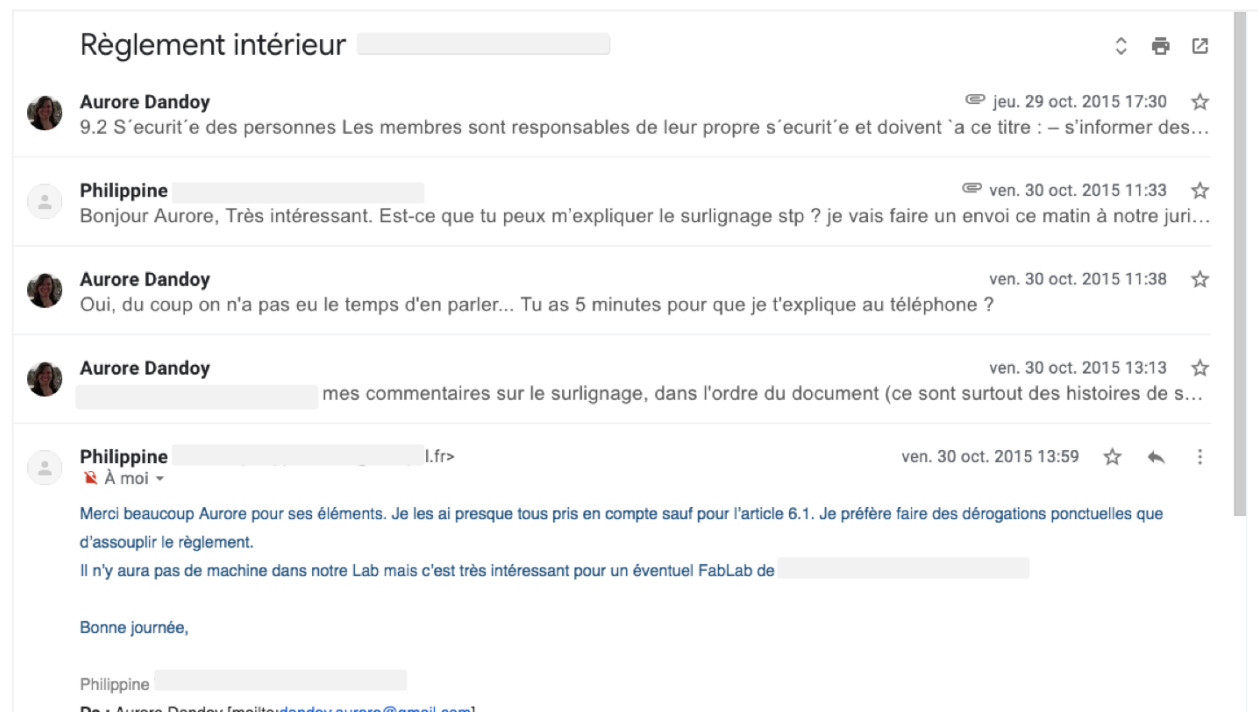 Règlement intérieur
Aurore Dandoy
jeu. 29 oct. 2015 17:30
9.2 S´ecurit´e des personnes Les membres sont responsables de leur propre s´ecurit´e et doivent `a ce titre : – s'informer des…
Philippine
ven. 30 oct. 2015 11:33
Bonjour Aurore, Très intéressant. Est-ce que tu peux m'expliquer le surlignage stp ? je vais faire un envoi ce matin à notre juri…
Aurore Dandoy
ven. 30 oct. 2015 11:38
Oui, du coup on n'a pas eu le temps d'en parler... Tu as 5 minutes pour que je t'explique au téléphone ?
Aurore Dandoy
ven. 30 oct. 2015 13:13
mes commentaires sur le surlignage, dans l'ordre du document (ce sont surtout des histoires de s…
Philippine l.fr>
ven. 30 oct. 2015 13:59
À moi
Merci beaucoup Aurore pour ses éléments. Je les ai presque tous pris en compte sauf pour l'article 6.1. Je préfère faire des dérogations ponctuelles que
d'assouplir le règlement.
Il n'y aura pas de machine dans notre Lab mais c'est très intéressant pour un éventuel FabLab de
Bonne journée,
Philippine
De : Aurore Dandoy [mailto:dandoy.aurore@gmail.com]